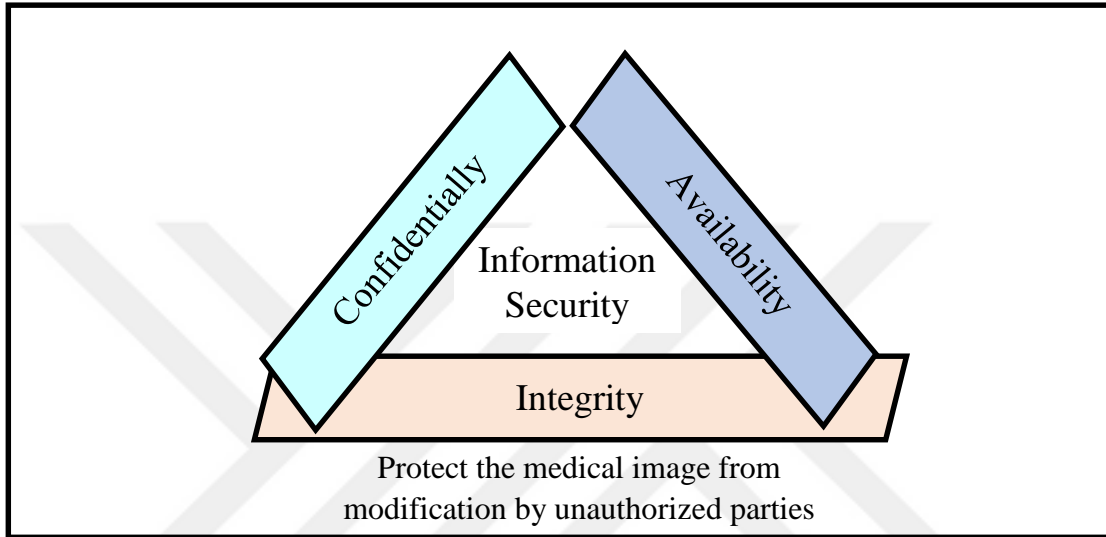 Confidentially
Availability
Information
Security
Integrity
Protect the medical image from
modification by unauthorized parties